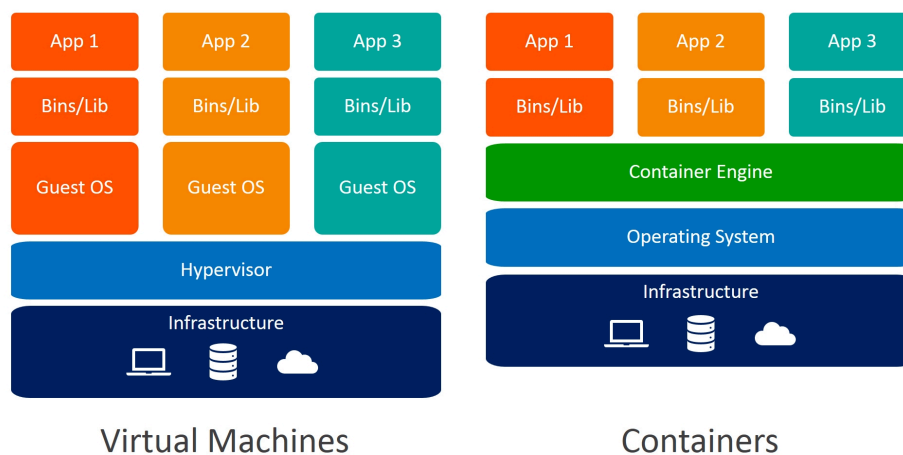 App 1
App 2
App 3
Bins/Lib
Bins/Lib
Bins/Lib
Guest OS
Guest OS
Guest OS
Hypervisor
Infrastructure
Virtual Machines
App 1
App 2
App 3
Bins/Lib
Bins/Lib
Bins/Lib
Container Engine
Operating System
Infrastructure
Containers